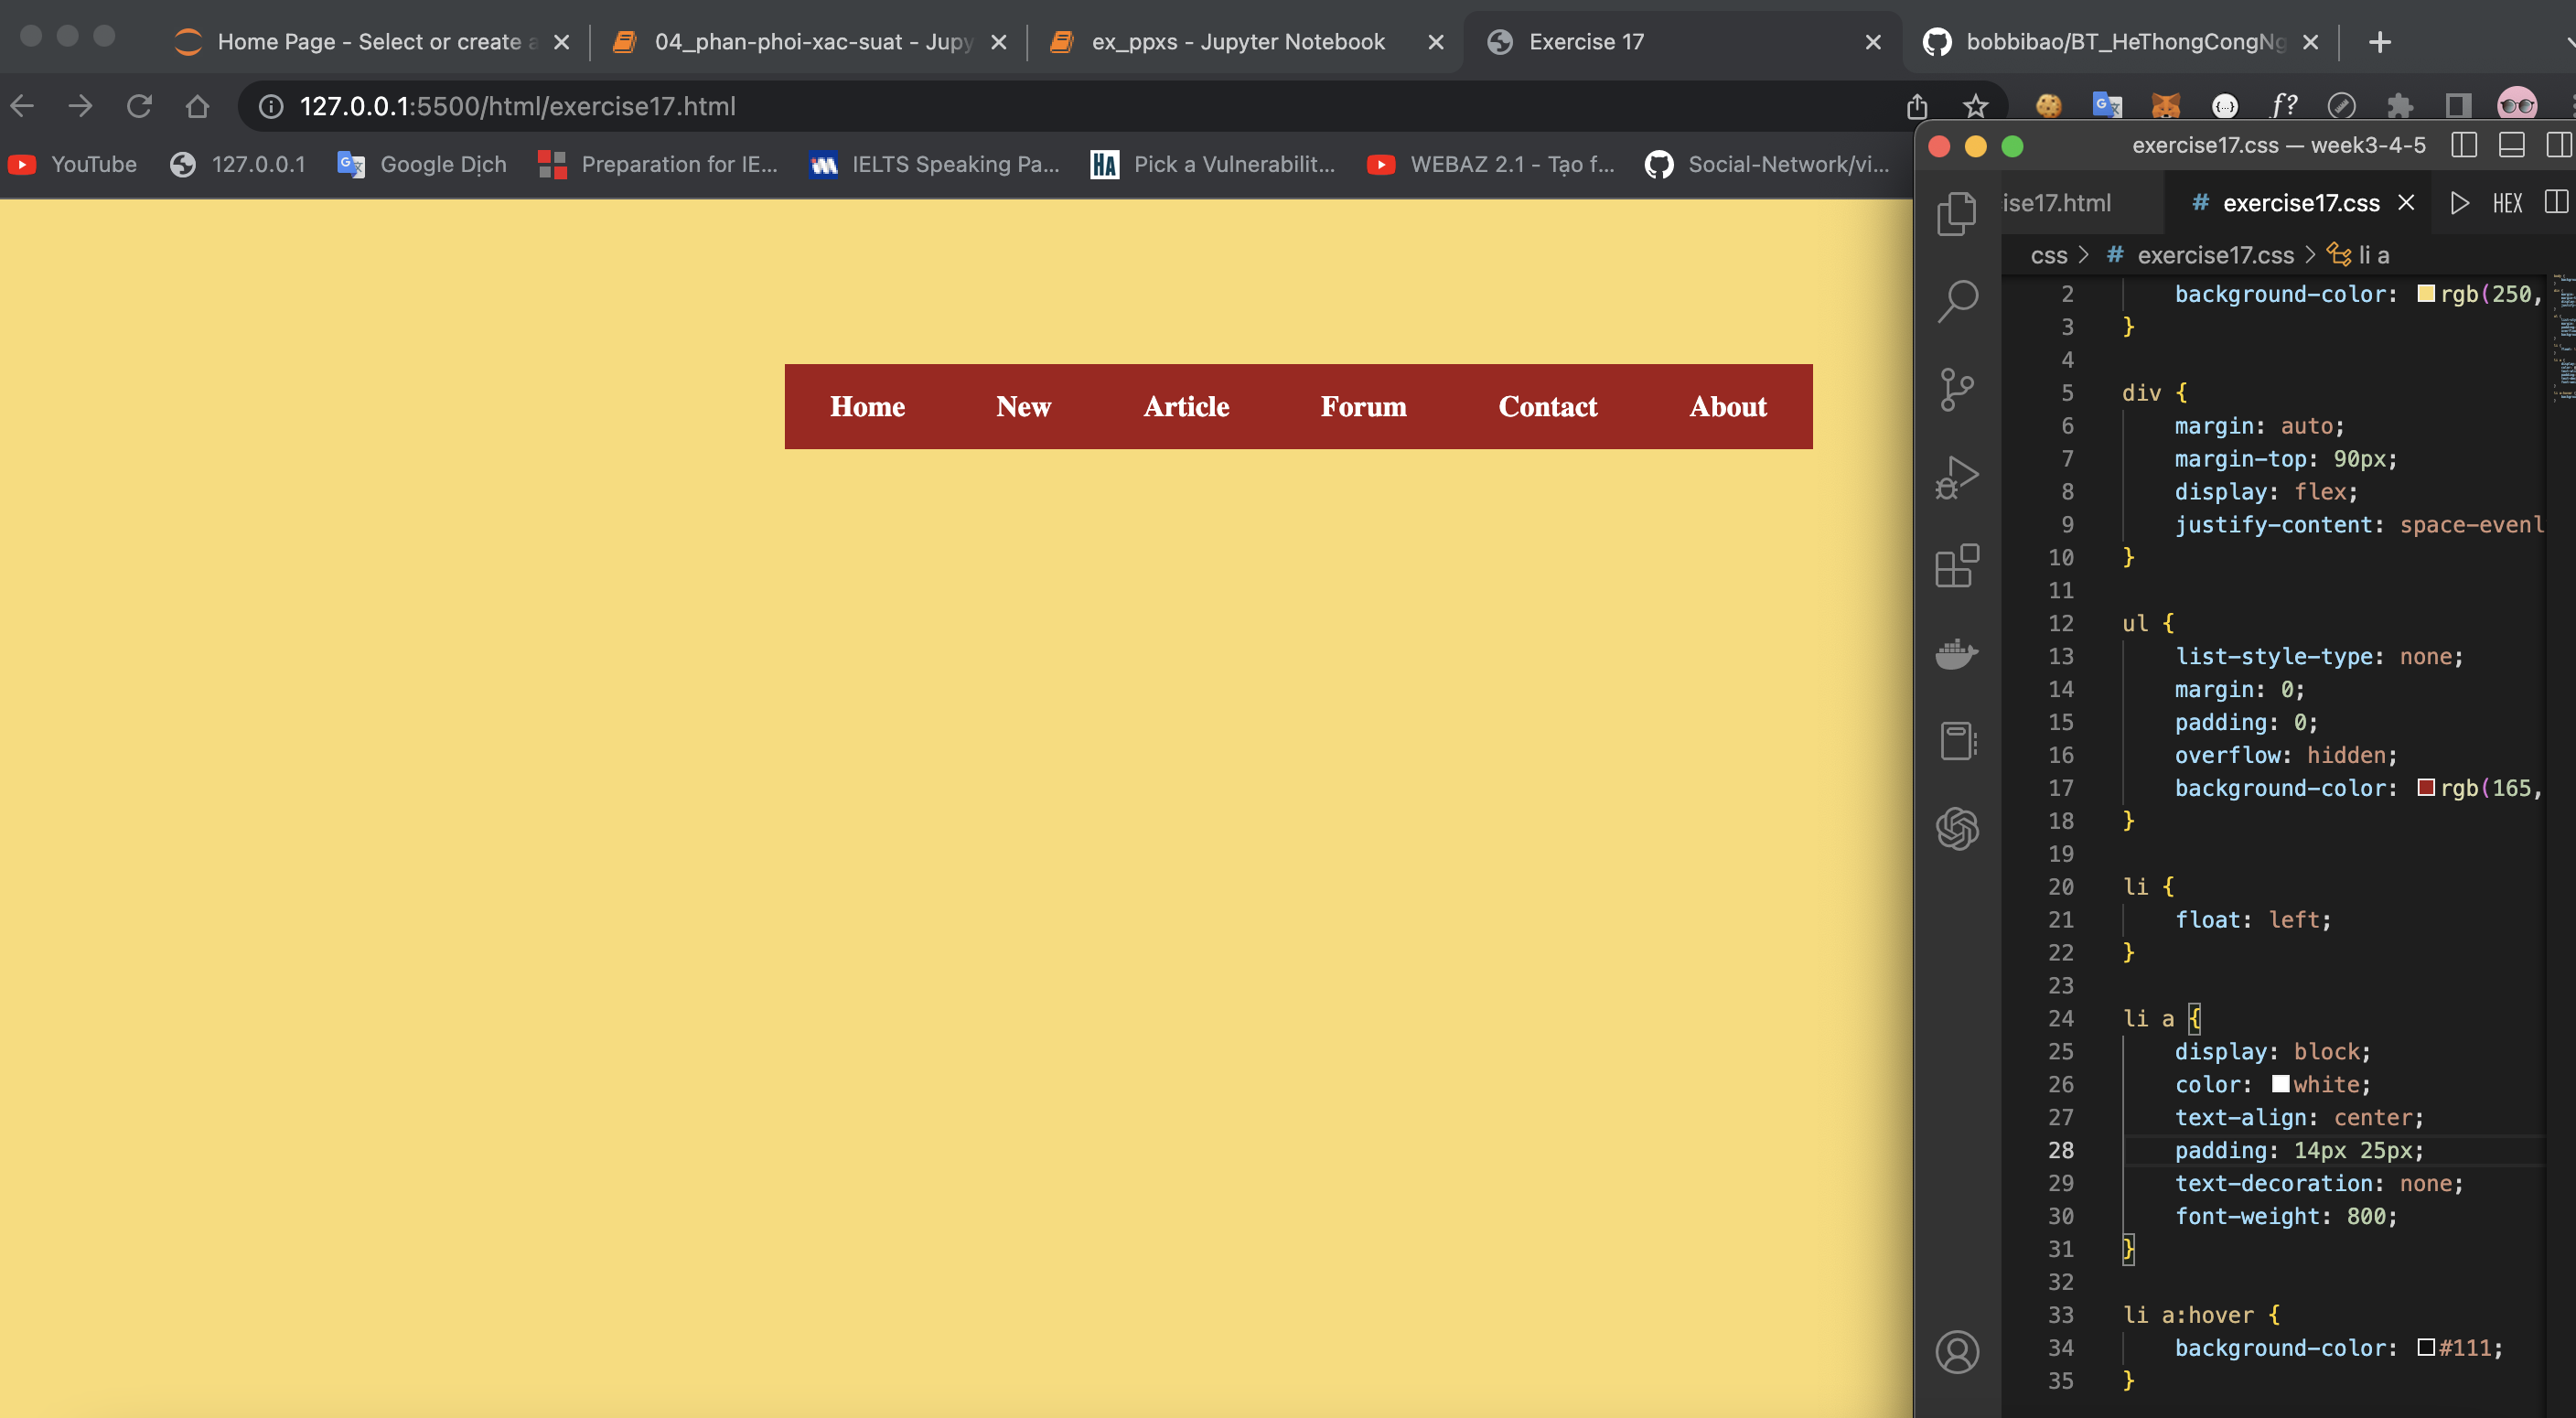 Home Page - Select or create a
04_phan-phoi-xac-suat - Jupy
ex_ppxs - Jupyter Notebook
Exercise 17
bobbibao/BT_HeThongCongNg
127.0.0.1:5500/html/exercise17.html
YouTube
127.0.0.1
Google Dịch
Preparation for IE...
IELTS Speaking Pa...
HA
Pick a Vulnerabilit...
WEBAZ 2.1 - Tạo f...
Social-Network/vi...
Home
New
Article
Forum
Contact
About
exercise17.css — week3-4-5
ise17.html
# exercise17.css
HEX
css > # exercise17.css > li a
2 background-color: rgb(250,
3 }
4
5 div {
6 margin: auto;
7 margin-top: 90px;
8 display: flex;
9 justify-content: space-evenl
10 }
11
12 ul {
13 list-style-type: none;
14 margin: 0;
15 padding: 0;
16 overflow: hidden;
17 background-color: rgb(165,
18 }
19
20 li {
21 float: left;
22 }
23
24 li a {
25 display: block;
26 color: white;
27 text-align: center;
28 padding: 14px 25px;
29 text-decoration: none;
30 font-weight: 800;
31 }
32
33 li a:hover {
34 background-color: #111;
35 }